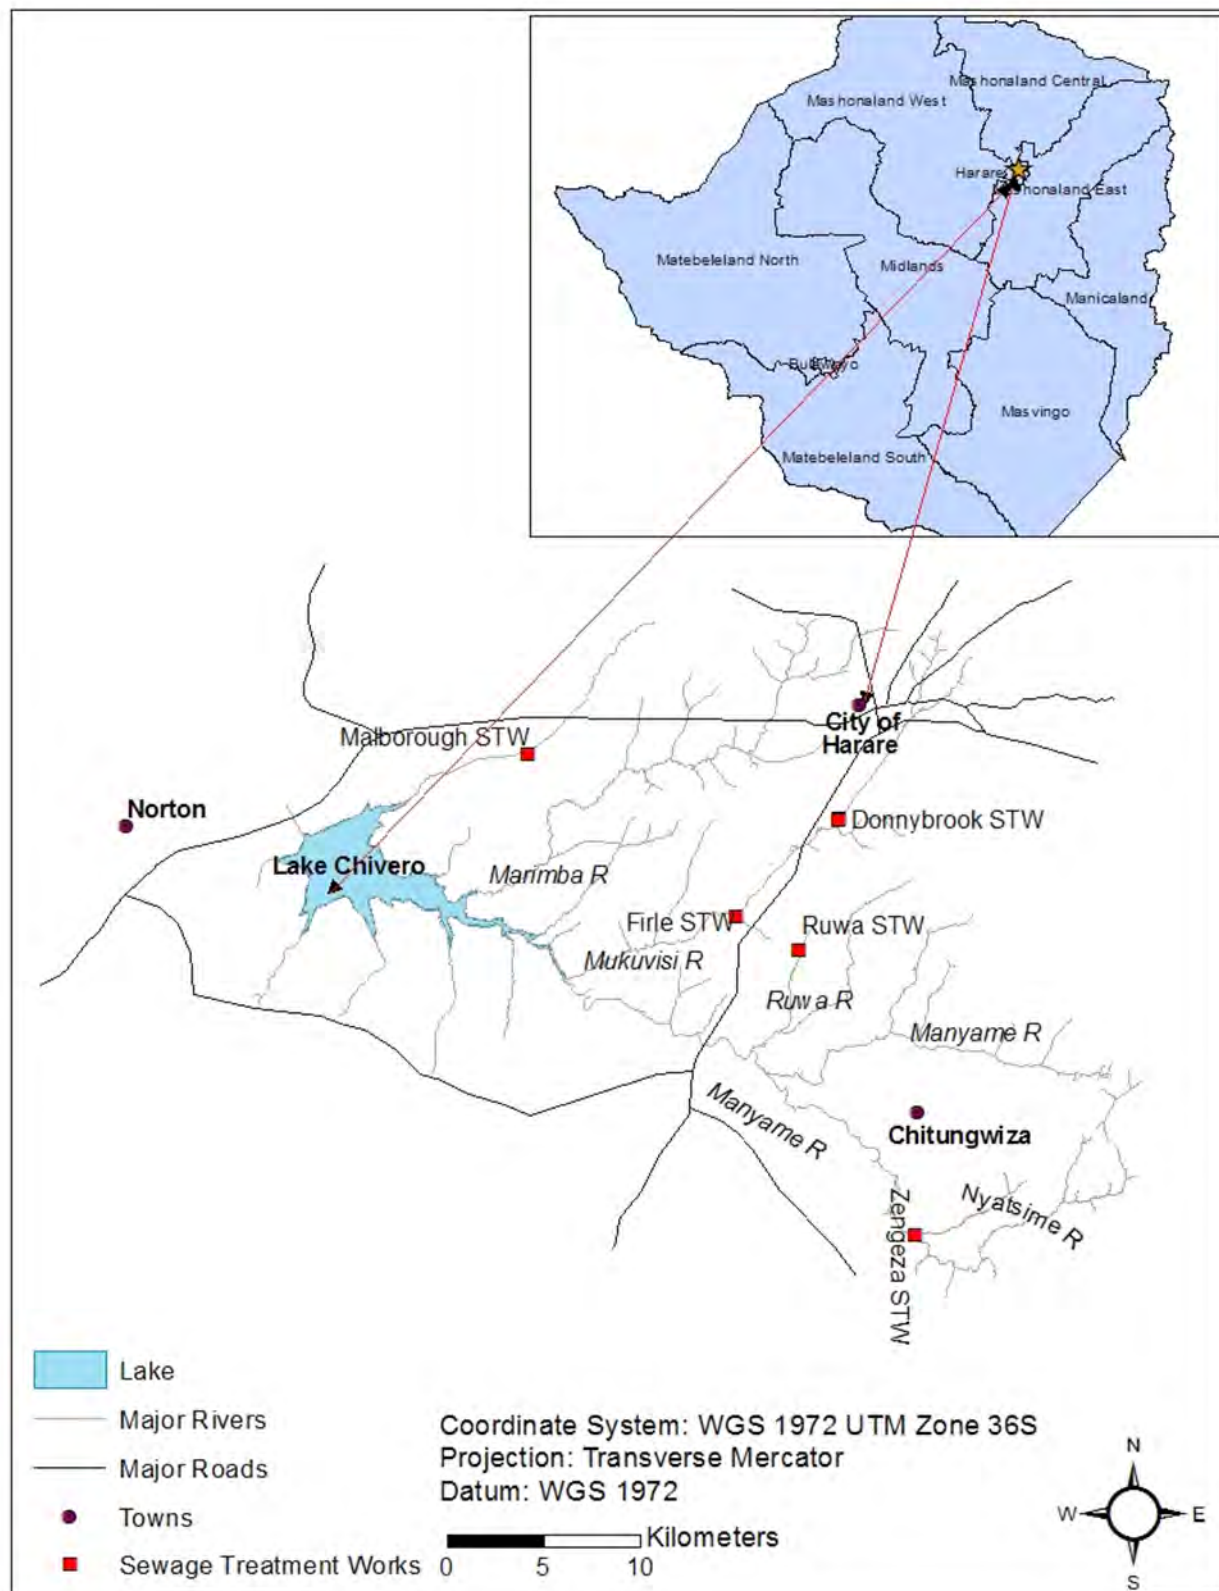 Mashonaland Central
Mashonaland West
Harare
Mashonaland East
Matebeleland North
Midlands
Manicaland
Bulawayo
Masvingo
Matebeleland South
City of
Harare
Malborough STW
Norton
Donnybrook STW
Lake Chivero
Marimba R
Firle STW
Ruwa STW
Mukuvisi R
Ruwa R
Manyame R
Manyame R
Chitungwiza
Nyatsime R
Zengeza STW
Lake
Major Rivers
Major Roads
Towns
Sewage Treatment Works
Coordinate System: WGS 1972 UTM Zone 36S
Projection: Transverse Mercator
Datum: WGS 1972
Kilometers
0 5 10
N
W E
S